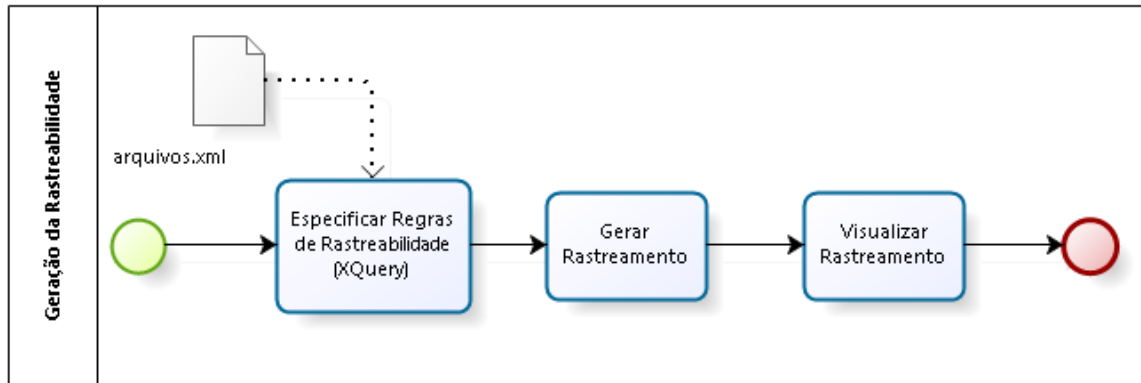 Geração da Rastreabilidade
arquivos.xml
Especificar Regras
de Rastreabilidade
(XQuery)
Gerar
Rastreamento
Visualizar
Rastreamento